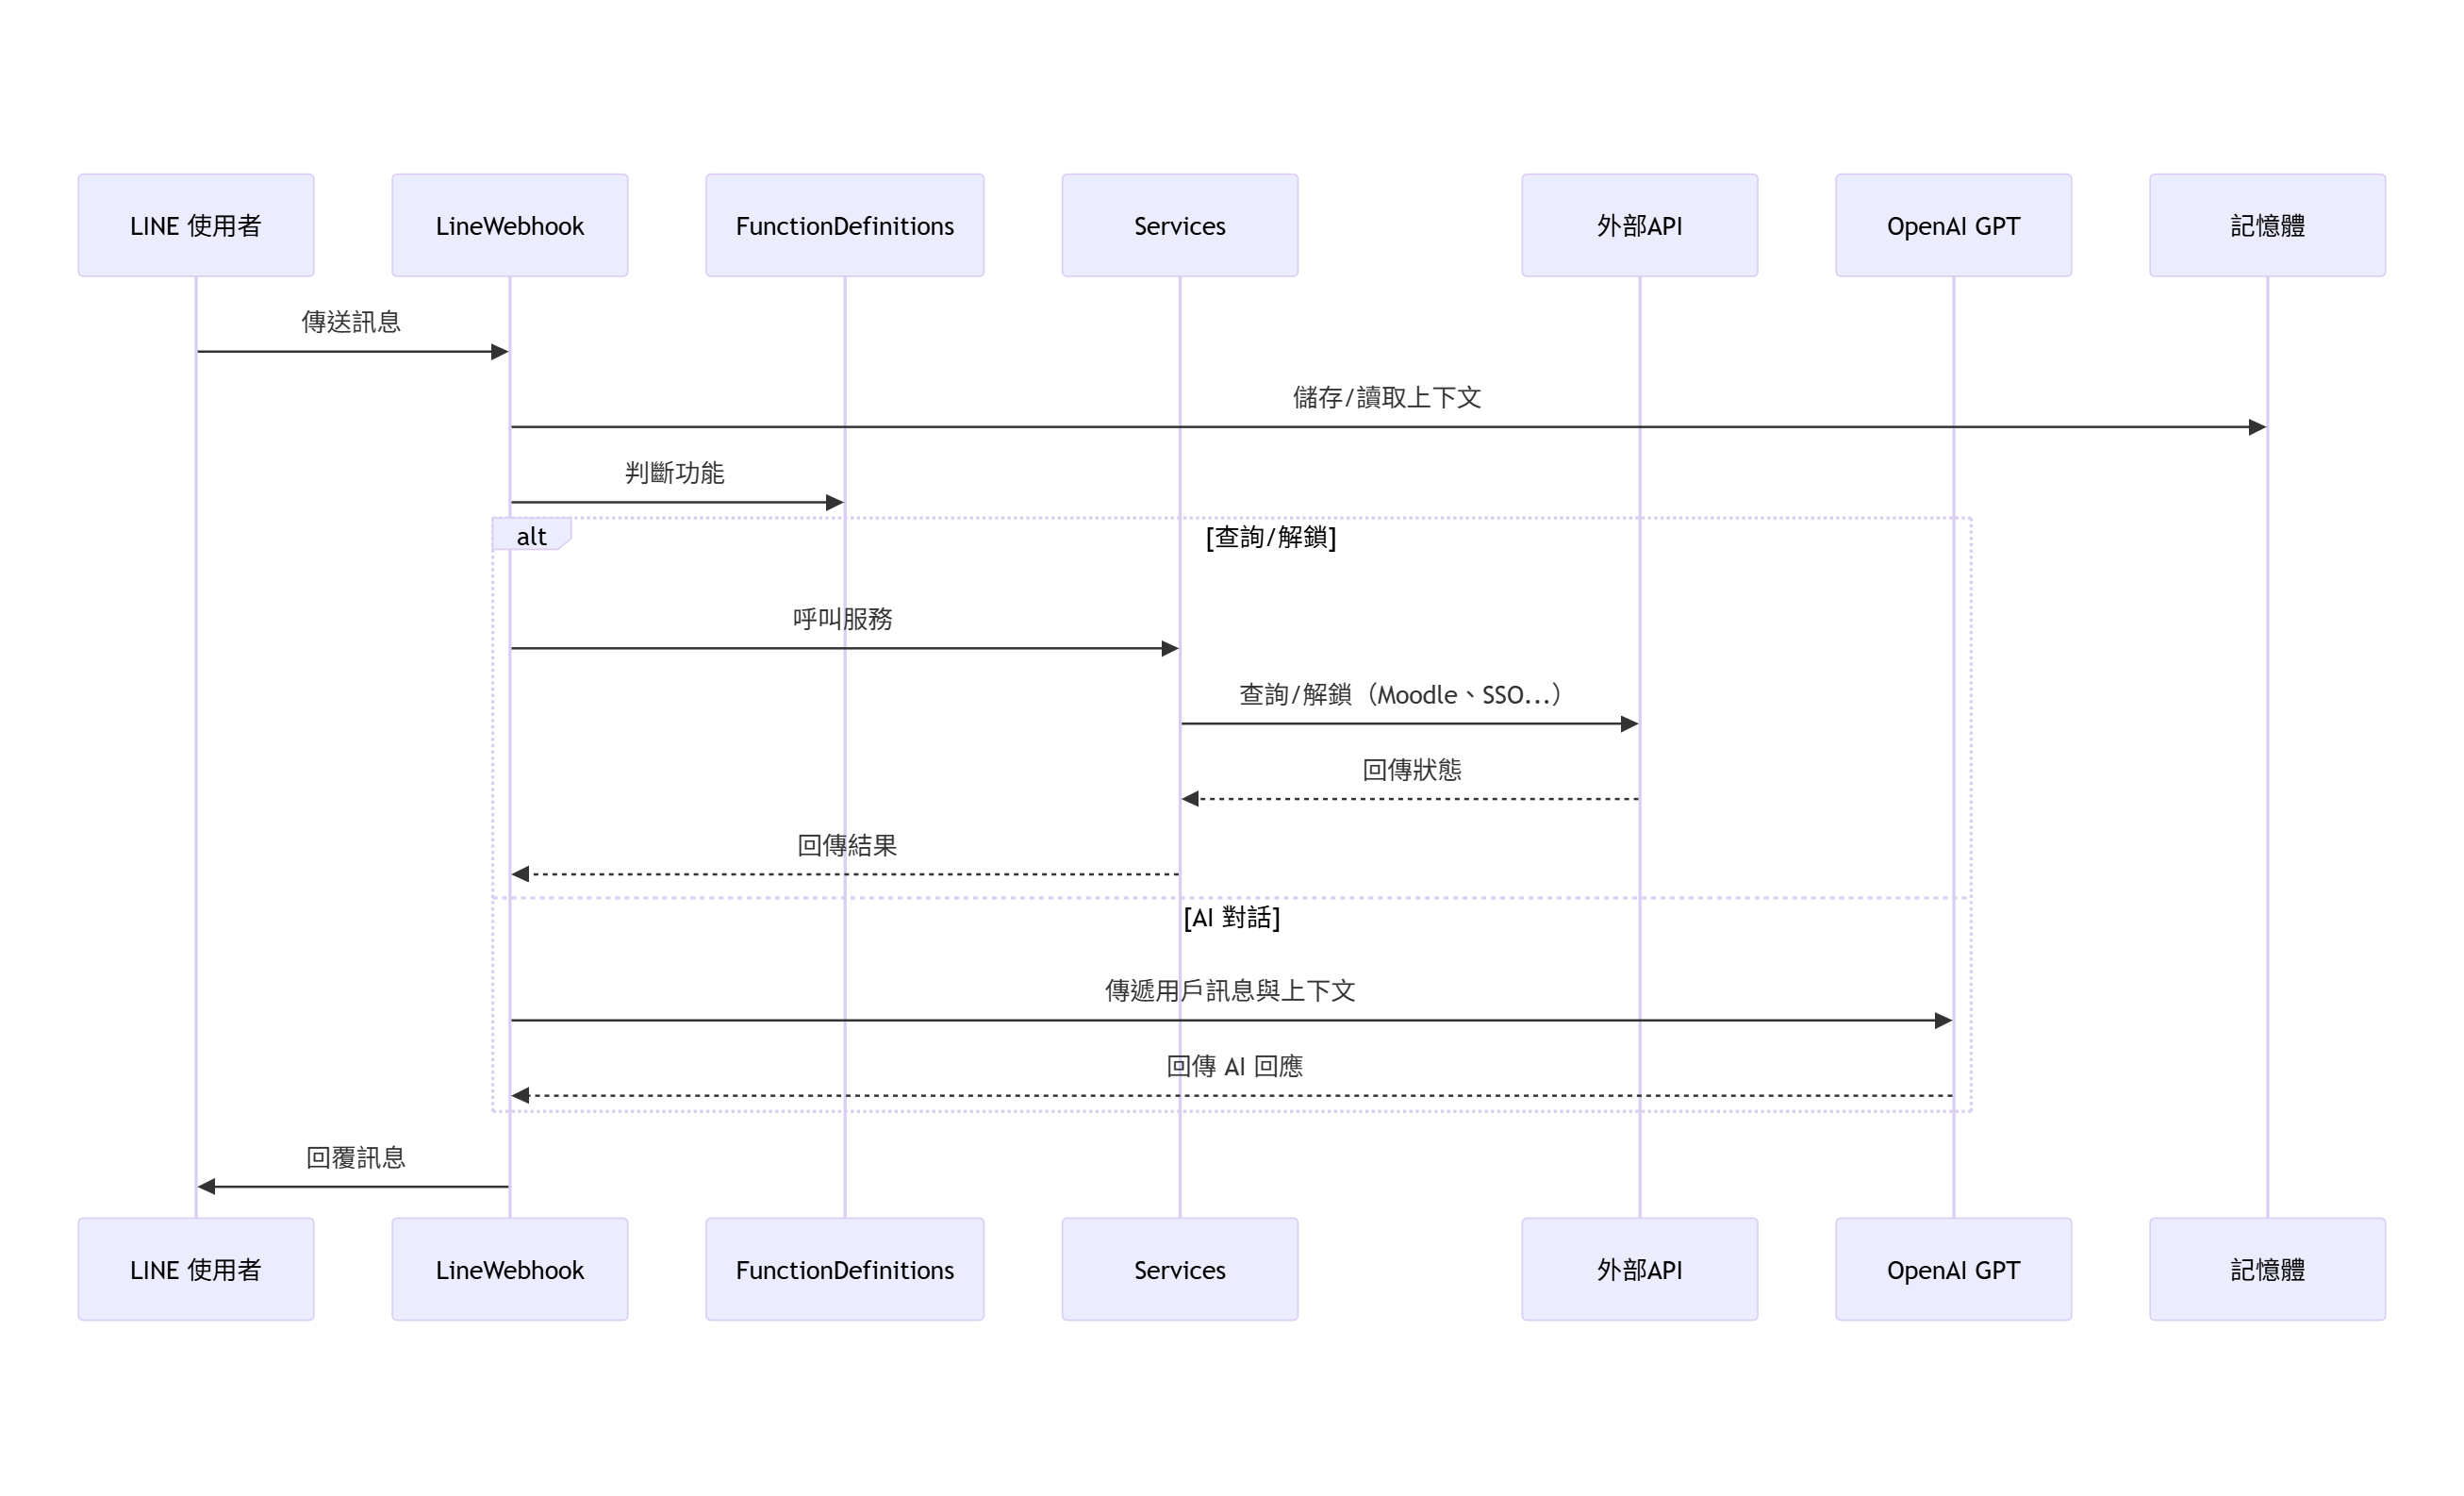 LINE 使用者
LineWebhook
FunctionDefinitions
Services
外部API
OpenAI GPT
記憶體
傳送訊息
儲存/讀取上下文
判斷功能
alt
[查詢/解鎖]
呼叫服務
查詢/解鎖（Moodle、SSO...）
回傳狀態
回傳結果
[AI 對話]
傳遞用戶訊息與上下文
回傳 AI 回應
回覆訊息
LINE 使用者
LineWebhook
FunctionDefinitions
Services
外部API
OpenAI GPT
記憶體